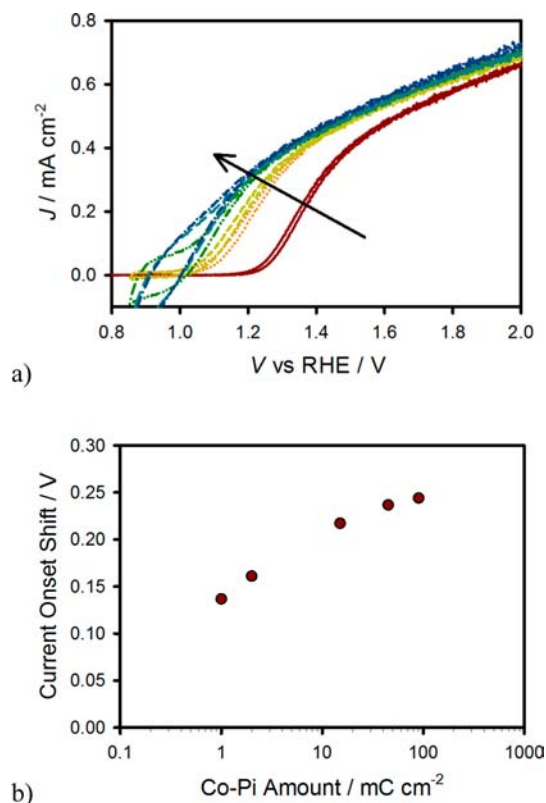 0.8
0.6
0.4
0.2
0.0
J / mA cm⁻²
0.8 1.0 1.2 1.4 1.6 1.8 2.0
V vs RHE / V
a)
0.30
0.25
0.20
0.15
0.10
0.05
0.00
Current Onset Shift / V
0.1 1 10 100 1000
Co-Pi Amount / mC cm⁻²
b)